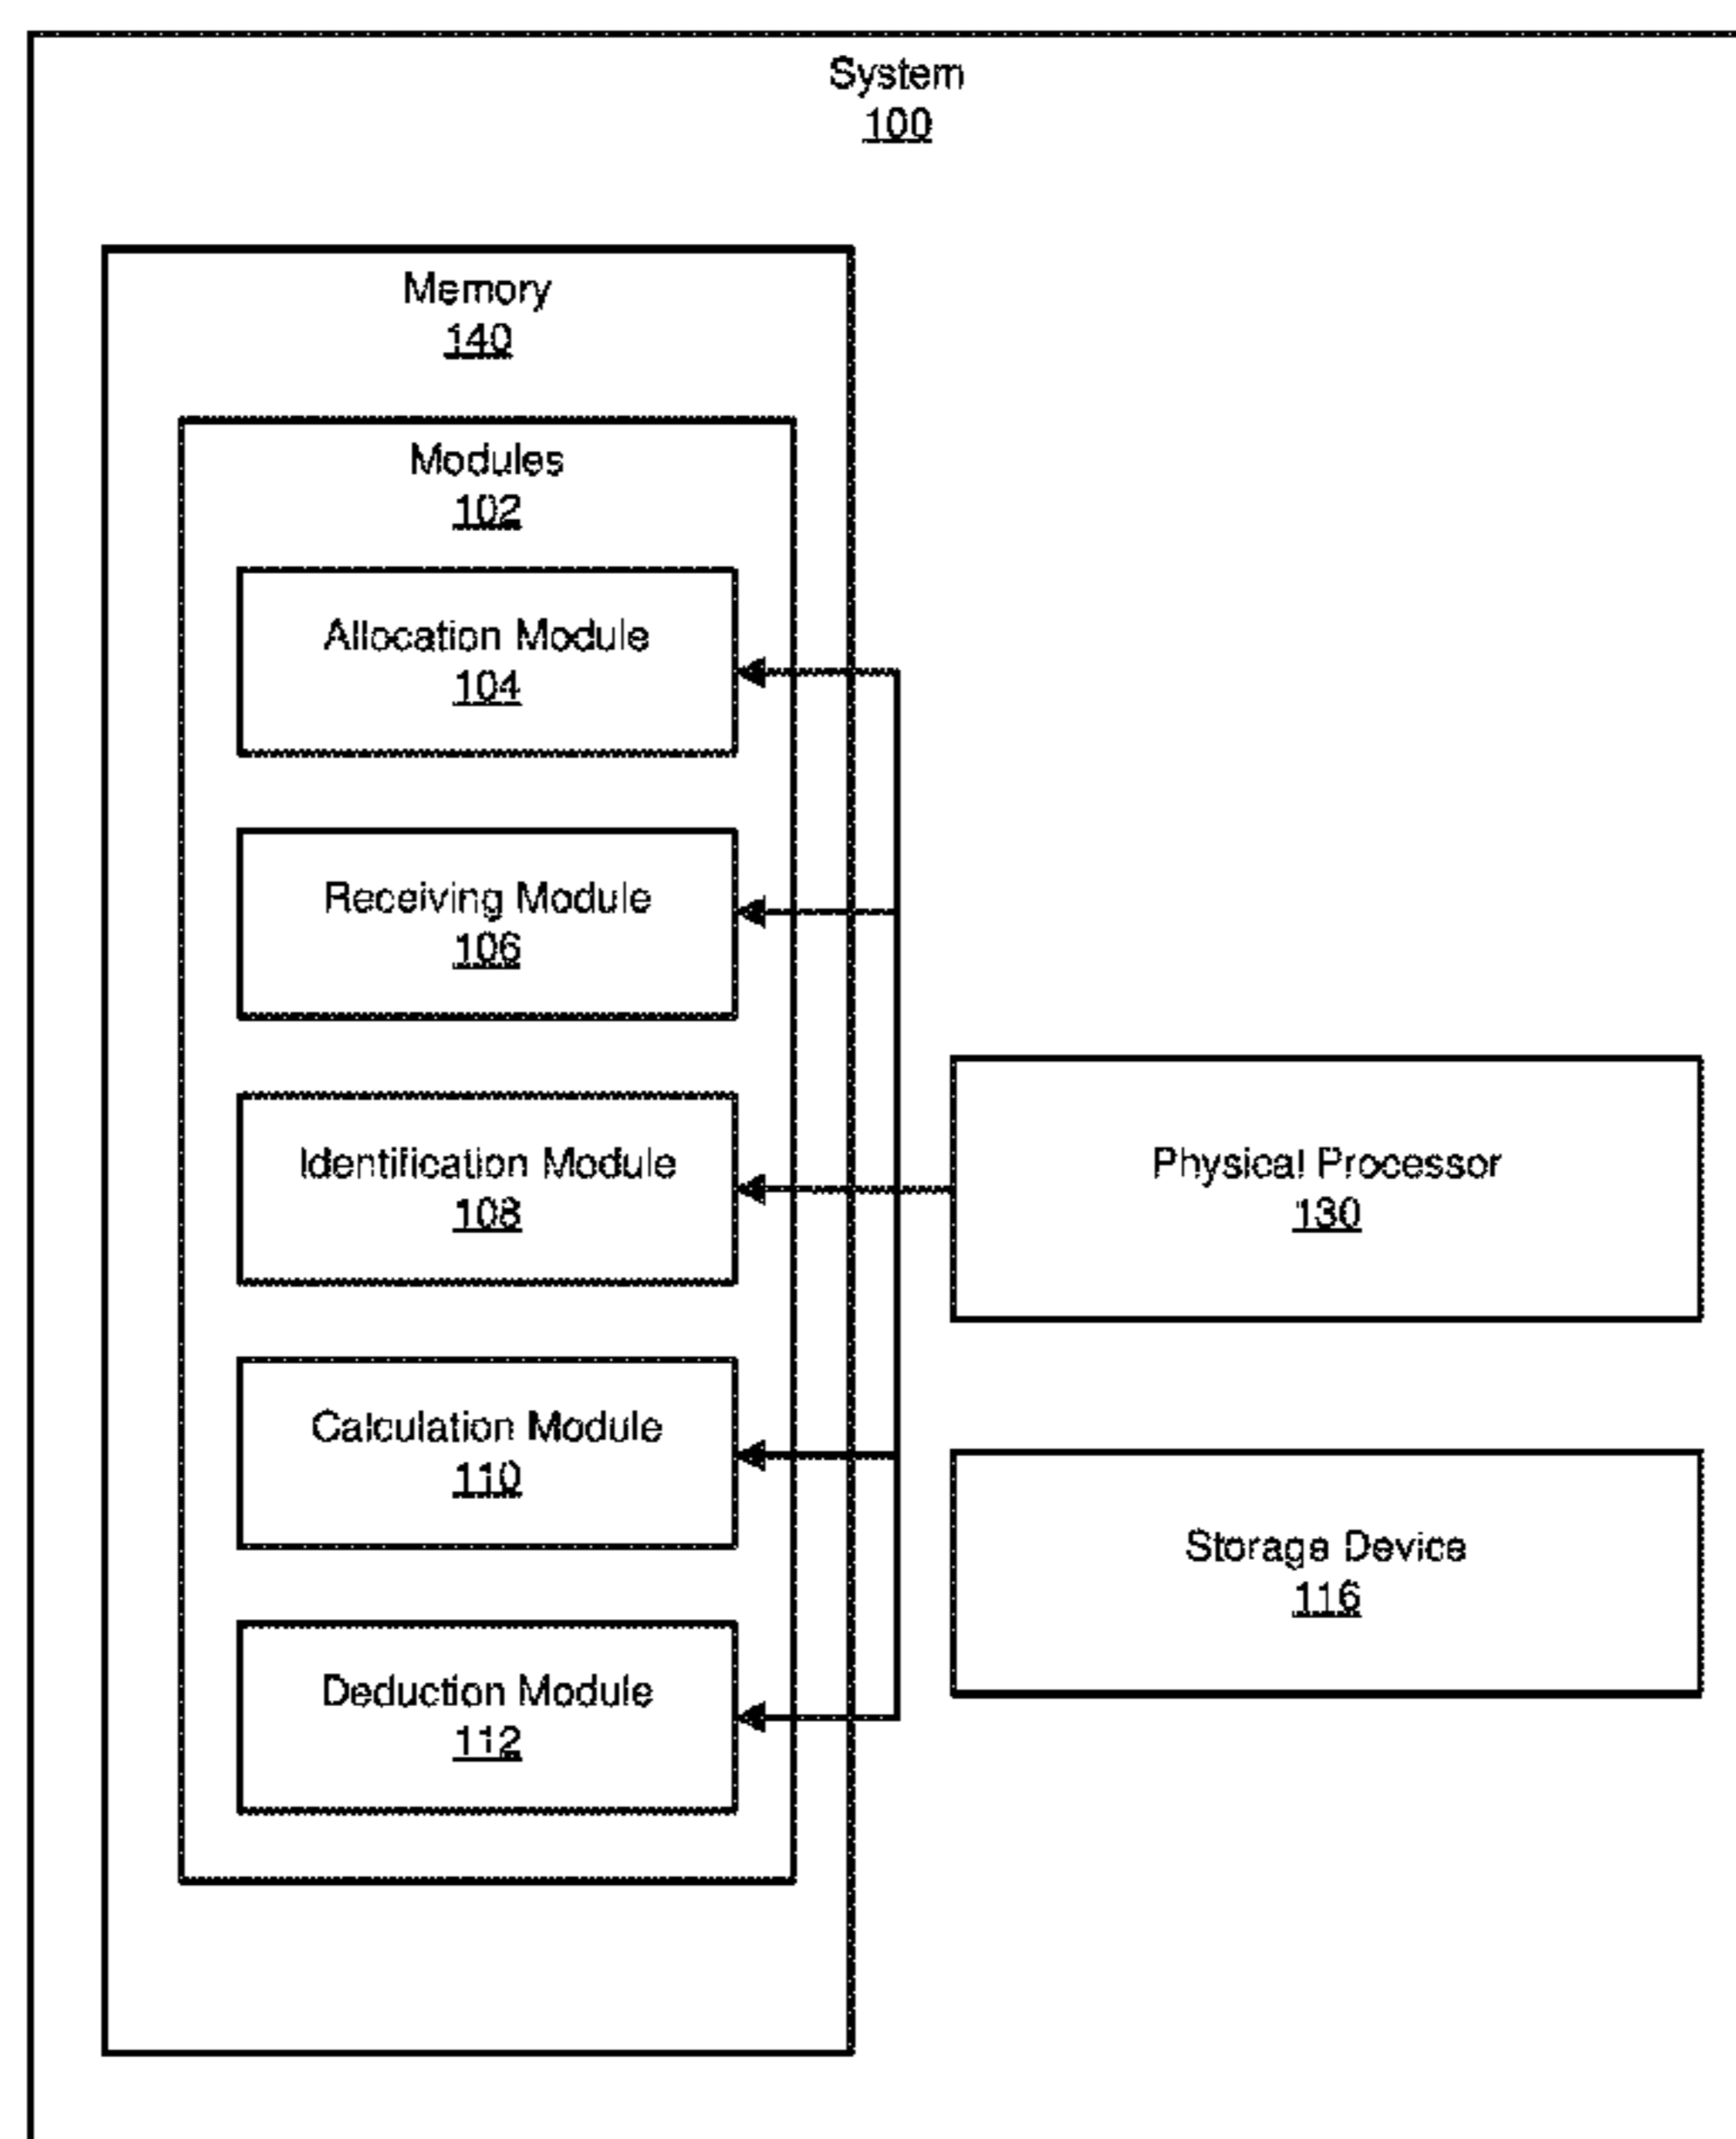 System
100
Memory
140
Modules
102
Allocation Module
104
Receiving Module
106
Identification Module
108
Calculation Module
110
Deduction Module
112
Physical Processor
130
Storage Device
116